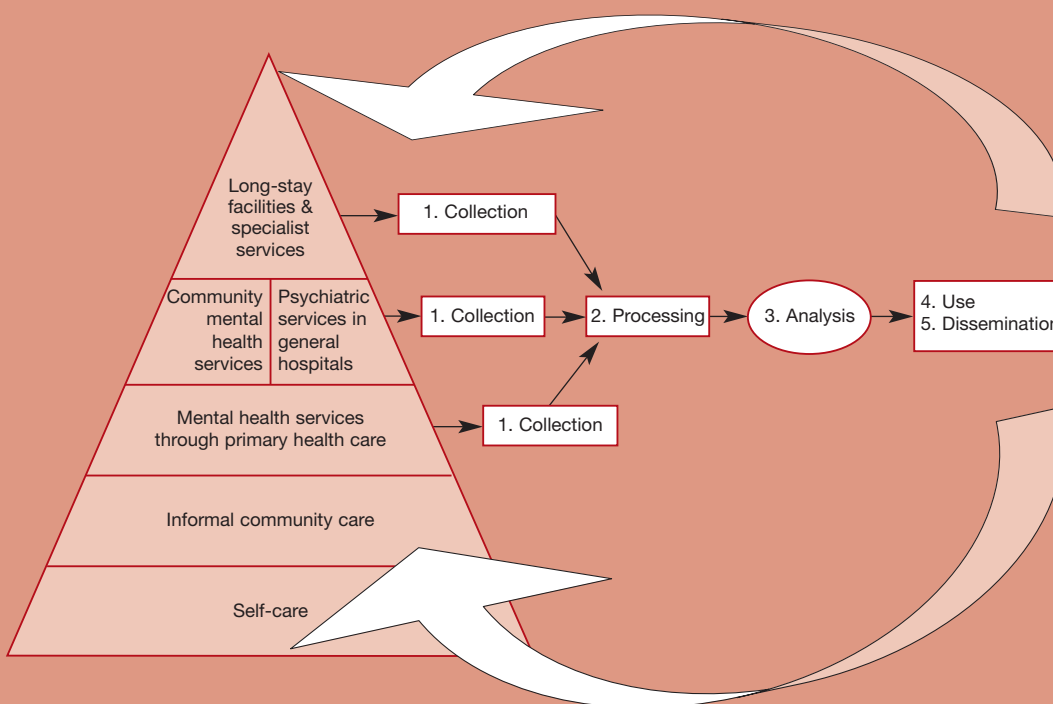 Long-stay
facilities &
specialist
services
1. Collection
Community
mental
health
services
Psychiatric
services in
general
hospitals
1. Collection
2. Processing
3. Analysis
4. Use
5. Dissemination
Mental health services
through primary health care
1. Collection
Informal community care
Self-care